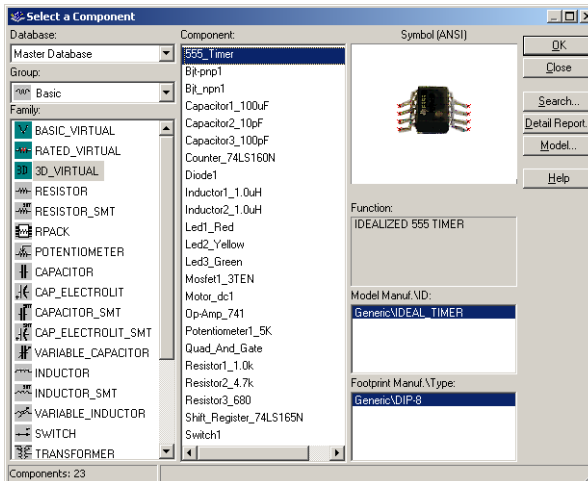 Select a Component
Database:
Master Database
Group:
Basic
Family:
BASIC_VIRTUAL
RATED_VIRTUAL
3D_VIRTUAL
RESISTOR
RESISTOR_SMT
RPACK
POTENTIOMETER
CAPACITOR
CAP_ELECTROLIT
CAPACITOR_SMT
CAP_ELECTROLIT_SMT
VARIABLE_CAPACITOR
INDUCTOR
INDUCTOR_SMT
VARIABLE_INDUCTOR
SWITCH
TRANSFORMER
Component:
555_Timer
Bjt-pnp1
Bjt_npn1
Capacitor1_100uF
Capacitor2_10pF
Capacitor3_100pF
Counter_74LS160N
Diode1
Inductor1_1.0uH
Inductor2_1.0uH
Led1_Red
Led2_Yellow
Led3_Green
Mosfet1_3TEN
Motor_dc1
Op-Amp_741
Potentiometer1_5K
Quad_And_Gate
Resistor1_1.0k
Resistor2_4.7k
Resistor3_680
Shift_Register_74LS165N
Switch1
Symbol (ANSI)
Function:
IDEALIZED 555 TIMER
Model Manuf.\ID:
Generic\IDEAL_TIMER
Footprint Manuf.\Type:
Generic\DIP-8
OK
Close
Search...
Detail Report.
Model...
Help
Components: 23